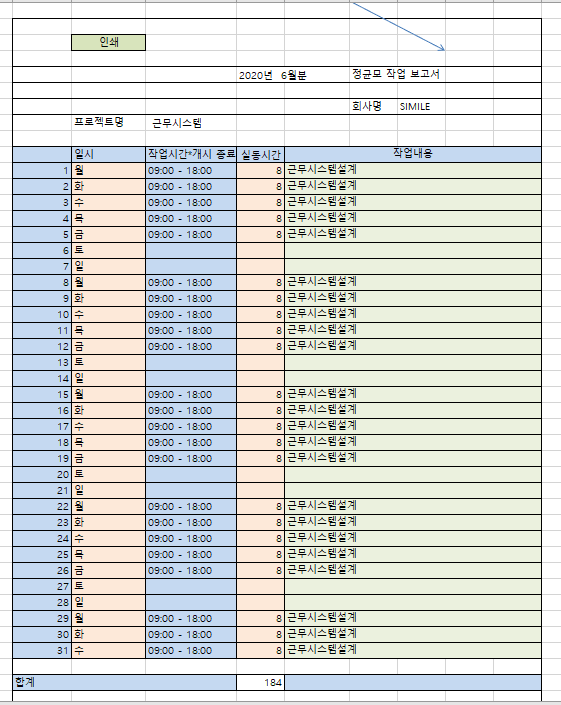 인쇄
2020년 6월분 정균모 작업 보고서
회사명 SIMILE
프로젝트명 근무시스템
일시 작업시간*개시 종료 실동시간 작업내용
1 월 09:00 - 18:00 8 근무시스템설계
2 화 09:00 - 18:00 8 근무시스템설계
3 수 09:00 - 18:00 8 근무시스템설계
4 목 09:00 - 18:00 8 근무시스템설계
5 금 09:00 - 18:00 8 근무시스템설계
6 토
7 일
8 월 09:00 - 18:00 8 근무시스템설계
9 화 09:00 - 18:00 8 근무시스템설계
10 수 09:00 - 18:00 8 근무시스템설계
11 목 09:00 - 18:00 8 근무시스템설계
12 금 09:00 - 18:00 8 근무시스템설계
13 토
14 일
15 월 09:00 - 18:00 8 근무시스템설계
16 화 09:00 - 18:00 8 근무시스템설계
17 수 09:00 - 18:00 8 근무시스템설계
18 목 09:00 - 18:00 8 근무시스템설계
19 금 09:00 - 18:00 8 근무시스템설계
20 토
21 일
22 월 09:00 - 18:00 8 근무시스템설계
23 화 09:00 - 18:00 8 근무시스템설계
24 수 09:00 - 18:00 8 근무시스템설계
25 목 09:00 - 18:00 8 근무시스템설계
26 금 09:00 - 18:00 8 근무시스템설계
27 토
28 일
29 월 09:00 - 18:00 8 근무시스템설계
30 화 09:00 - 18:00 8 근무시스템설계
31 수 09:00 - 18:00 8 근무시스템설계
합계 184